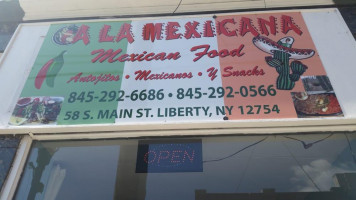 A LA MEXICANA
Mexican Food
Antojitos • Mexicanos • Y Snacks
845-292-6686 • 845-292-0566
58 S. MAIN ST. LIBERTY, NY 12754
OPEN